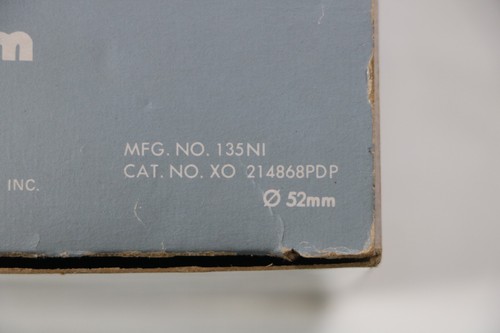 m
MFG. NO. 135NI
CAT. NO. XO 214868PDP
INC.
Ø 52mm